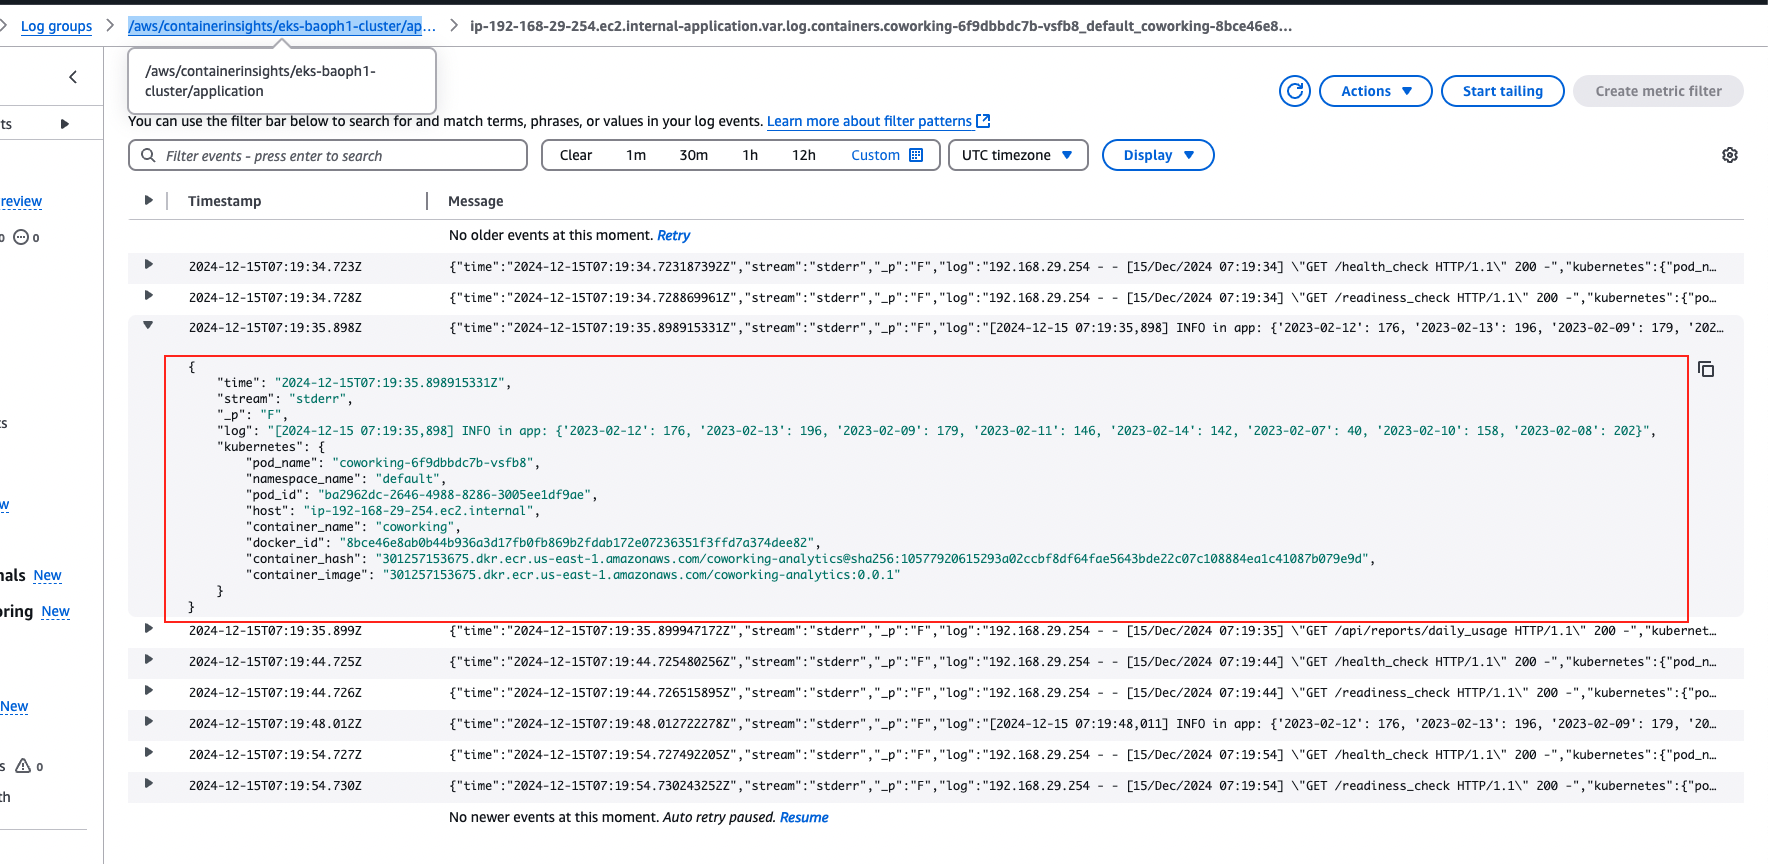 Log groups
/aws/containerinsights/eks-baoph1-cluster/ap...
ip-192-168-29-254.ec2.internal-application.var.log.containers.coworking-6f9dbbdc7b-vsfb8_default_coworking-8bce46e8...
/aws/containerinsights/eks-baoph1-
cluster/application
Actions
Start tailing
Create metric filter
ts
You can use the filter bar below to search for and match terms, phrases, or values in your log events. Learn more about filter patterns
Filter events - press enter to search
Clear 1m 30m 1h 12h Custom
UTC timezone
Display
review
0 0
Timestamp Message
No older events at this moment. Retry
2024-12-15T07:19:34.723Z {"time":"2024-12-15T07:19:34.723187392Z","stream":"stderr","_p":"F","log":"192.168.29.254 - - [15/Dec/2024 07:19:34] \"GET /health_check HTTP/1.1\" 200 -","kubernetes":{"pod_n...
2024-12-15T07:19:34.728Z {"time":"2024-12-15T07:19:34.728869961Z","stream":"stderr","_p":"F","log":"192.168.29.254 - - [15/Dec/2024 07:19:34] \"GET /readiness_check HTTP/1.1\" 200 -","kubernetes":{"po...
2024-12-15T07:19:35.898Z {"time":"2024-12-15T07:19:35.898915331Z","stream":"stderr","_p":"F","log":"[2024-12-15 07:19:35,898] INFO in app: {'2023-02-12': 176, '2023-02-13': 196, '2023-02-09': 179, '202...
{
"time": "2024-12-15T07:19:35.898915331Z",
"stream": "stderr",
"_p": "F",
"log": "[2024-12-15 07:19:35,898] INFO in app: {'2023-02-12': 176, '2023-02-13': 196, '2023-02-09': 179, '2023-02-11': 146, '2023-02-14': 142, '2023-02-07': 40, '2023-02-10': 158, '2023-02-08': 202}",
"kubernetes": {
"pod_name": "coworking-6f9dbbdc7b-vsfb8",
"namespace_name": "default",
"pod_id": "ba2962dc-2646-4988-8286-3005ee1df9ae",
"host": "ip-192-168-29-254.ec2.internal",
"container_name": "coworking",
"docker_id": "8bce46e8ab0b44b936a3d17fb0fb869b2fdab172e07236351f3ffd7a374dee82",
"container_hash": "301257153675.dkr.ecr.us-east-1.amazonaws.com/coworking-analytics@sha256:10577920615293a02ccbf8df64fae5643bde22c07c108884ea1c41087b079e9d",
"container_image": "301257153675.dkr.ecr.us-east-1.amazonaws.com/coworking-analytics:0.0.1"
}
}
ts
w
nals New
oring New
New
s 0
th
2024-12-15T07:19:35.899Z {"time":"2024-12-15T07:19:35.899947172Z","stream":"stderr","_p":"F","log":"192.168.29.254 - - [15/Dec/2024 07:19:35] \"GET /api/reports/daily_usage HTTP/1.1\" 200 -","kubernet...
2024-12-15T07:19:44.725Z {"time":"2024-12-15T07:19:44.725480256Z","stream":"stderr","_p":"F","log":"192.168.29.254 - - [15/Dec/2024 07:19:44] \"GET /health_check HTTP/1.1\" 200 -","kubernetes":{"pod_n...
2024-12-15T07:19:44.726Z {"time":"2024-12-15T07:19:44.726515895Z","stream":"stderr","_p":"F","log":"192.168.29.254 - - [15/Dec/2024 07:19:44] \"GET /readiness_check HTTP/1.1\" 200 -","kubernetes":{"po...
2024-12-15T07:19:48.012Z {"time":"2024-12-15T07:19:48.012722278Z","stream":"stderr","_p":"F","log":"[2024-12-15 07:19:48,011] INFO in app: {'2023-02-12': 176, '2023-02-13': 196, '2023-02-09': 179, '20...
2024-12-15T07:19:54.727Z {"time":"2024-12-15T07:19:54.727492205Z","stream":"stderr","_p":"F","log":"192.168.29.254 - - [15/Dec/2024 07:19:54] \"GET /health_check HTTP/1.1\" 200 -","kubernetes":{"pod_n...
2024-12-15T07:19:54.730Z {"time":"2024-12-15T07:19:54.730243252Z","stream":"stderr","_p":"F","log":"192.168.29.254 - - [15/Dec/2024 07:19:54] \"GET /readiness_check HTTP/1.1\" 200 -","kubernetes":{"po...
No newer events at this moment. Auto retry paused. Resume